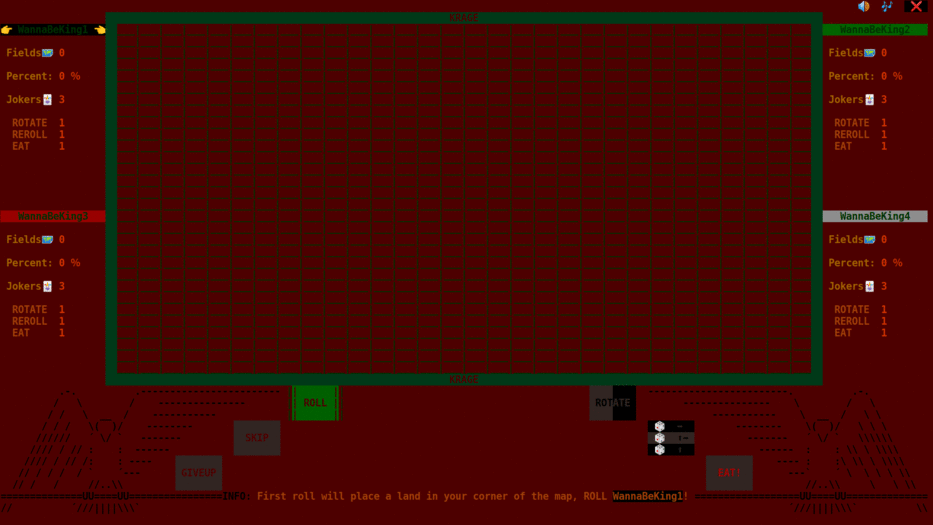 KRAGE
WannaBeKing1
Fields 0
Percent: 0 %
Jokers 3
ROTATE 1
REROLL 1
EAT 1
WannaBeKing2
Fields 0
Percent: 0 %
Jokers 3
ROTATE 1
REROLL 1
EAT 1
WannaBeKing3
Fields 0
Percent: 0 %
Jokers 3
ROTATE 1
REROLL 1
EAT 1
WannaBeKing4
Fields 0
Percent: 0 %
Jokers 3
ROTATE 1
REROLL 1
EAT 1
KRAGE
ROLL
ROTATE
SKIP
GIVEUP
EAT!
INFO: First roll will place a land in your corner of the map, ROLL WannaBeKing1!